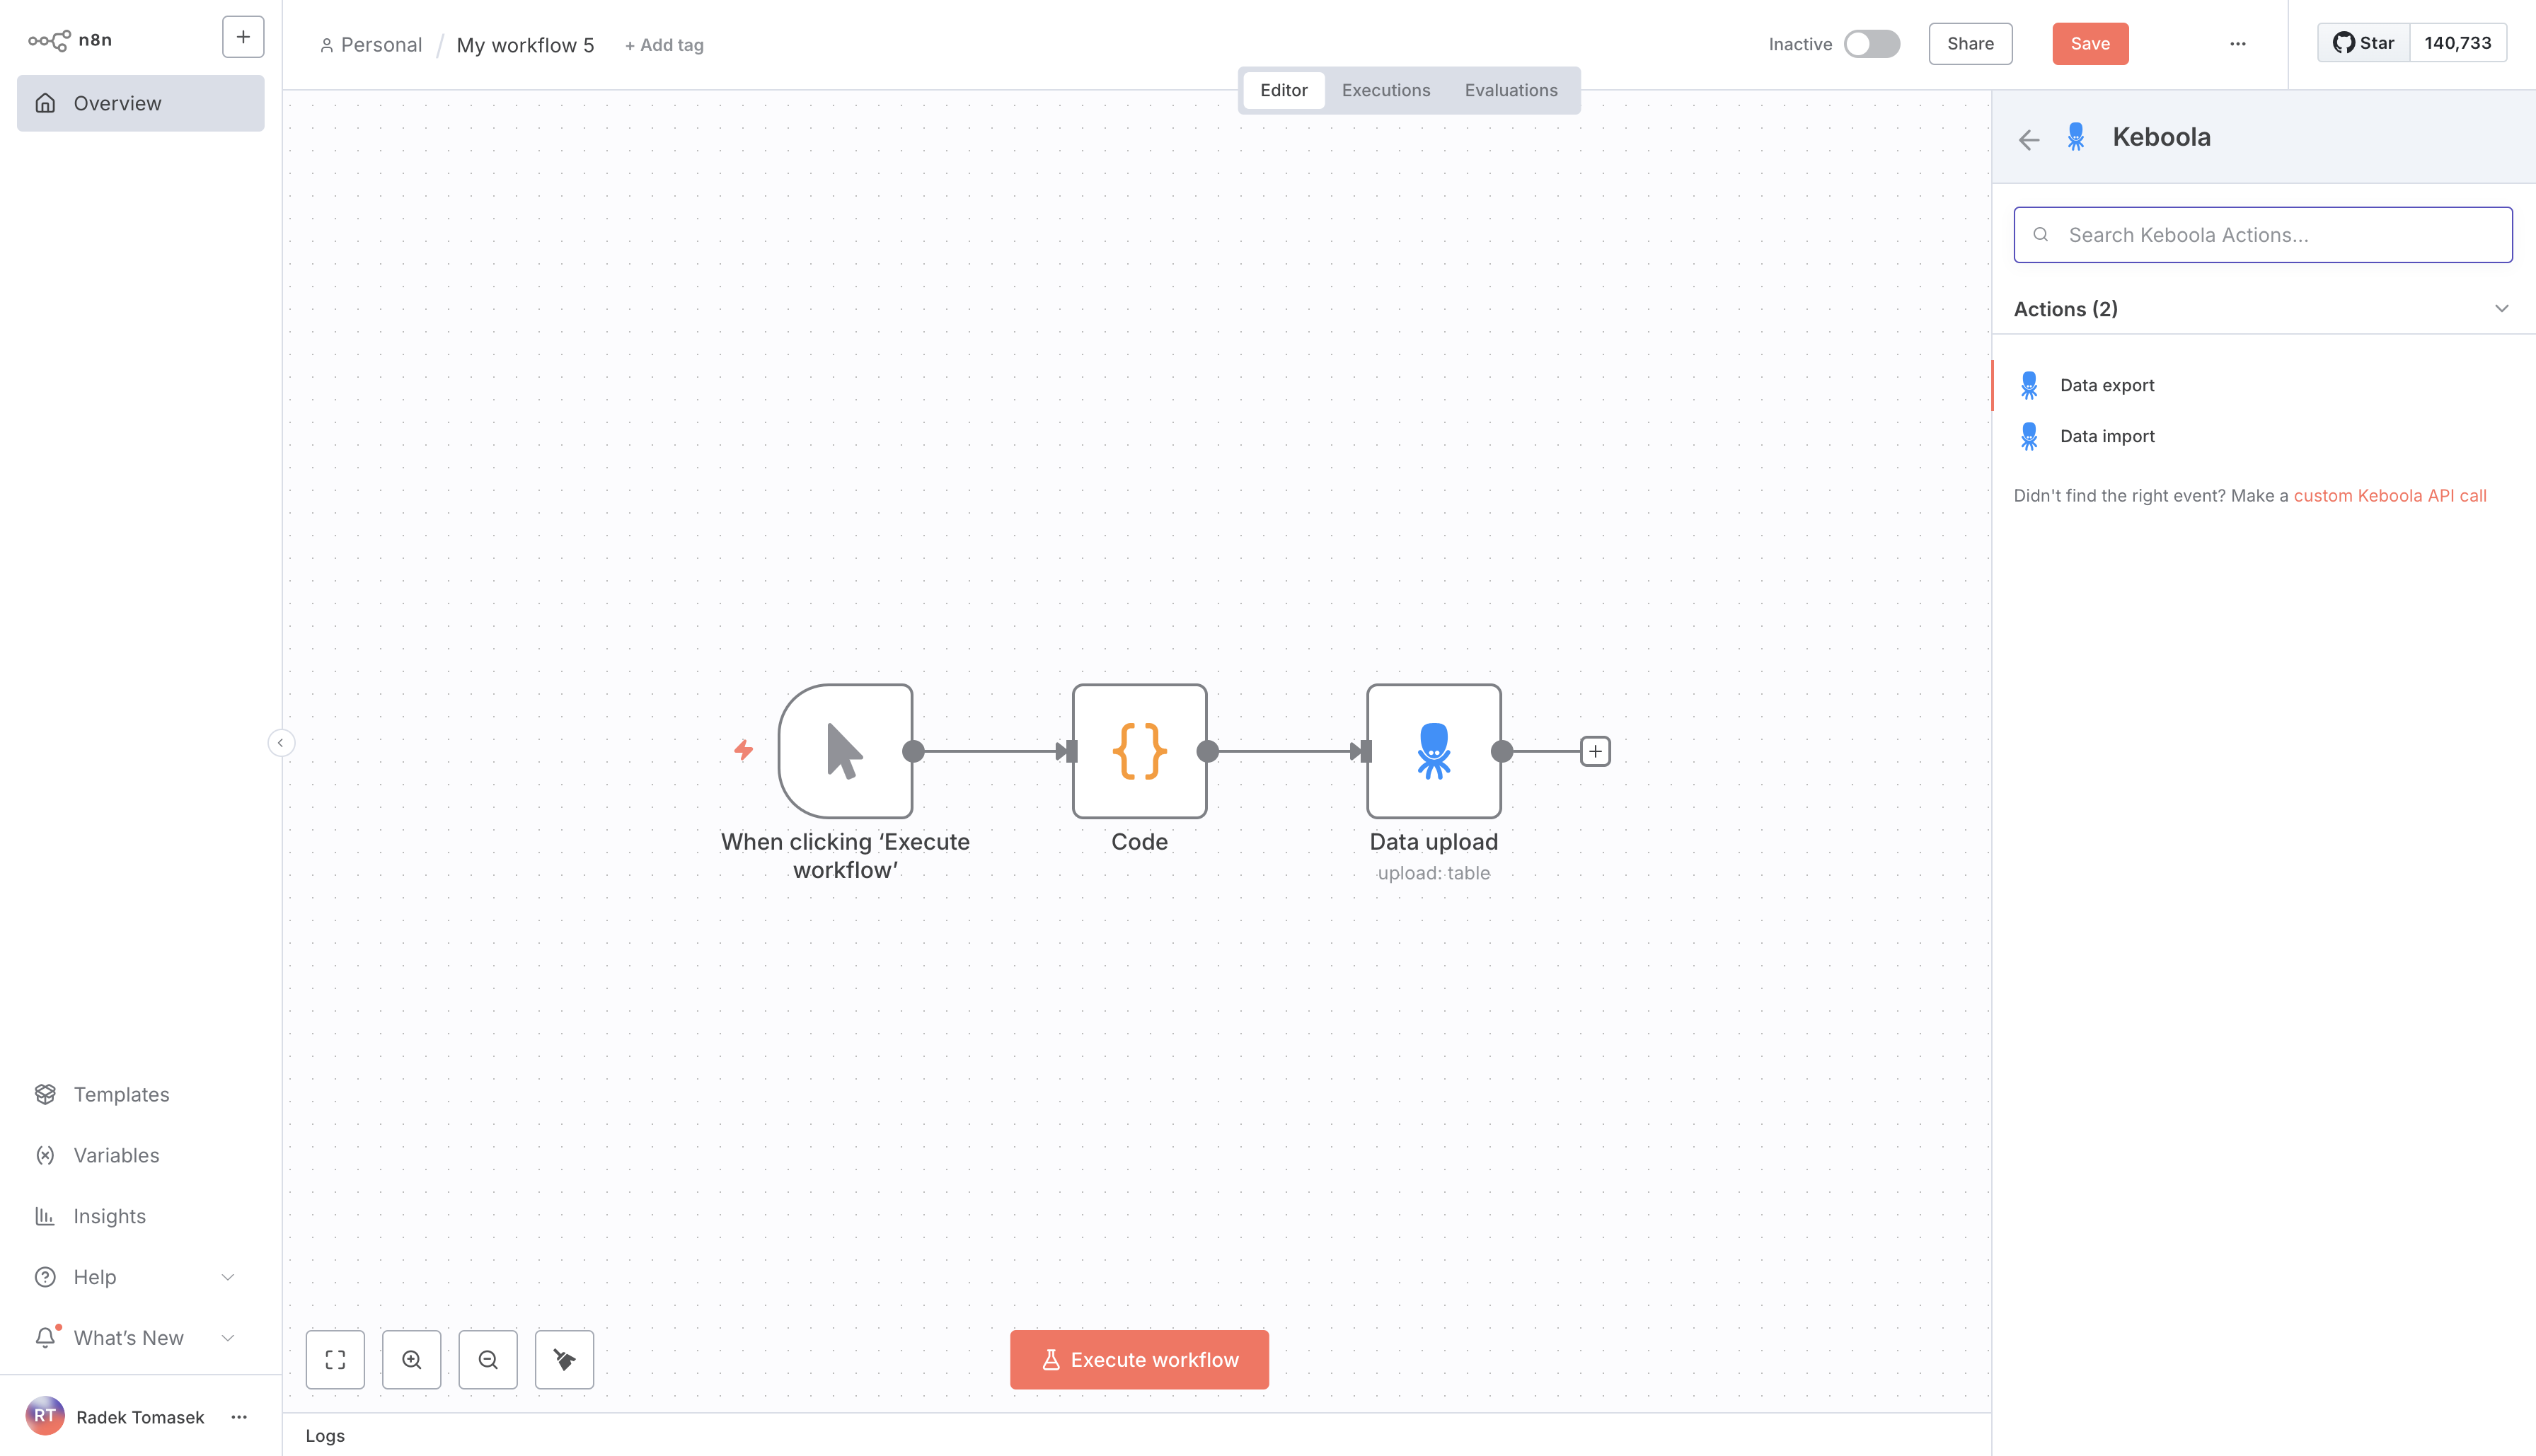 n8n
Overview
Templates
Variables
Insights
Help
What’s New
RT
Radek Tomasek
Personal / My workflow 5 + Add tag
Inactive
Share
Save
Star 140,733
Editor Executions Evaluations
When clicking ‘Execute
workflow’
Code
Data upload
upload: table
Execute workflow
Logs
Keboola
Search Keboola Actions...
Actions (2)
Data export
Data import
Didn't find the right event? Make a custom Keboola API call